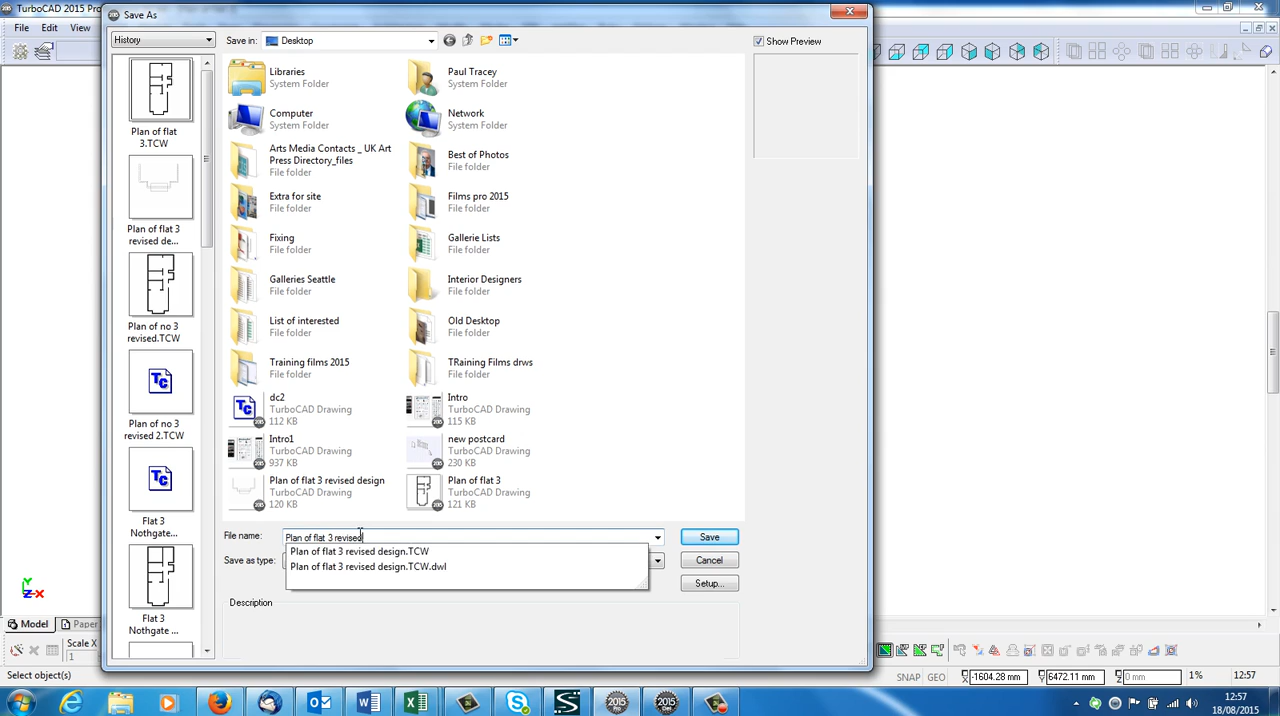 TurboCAD 2015 Pro
Save As
File Edit View
History
Save in: Desktop
Show Preview
Plan of flat
3.TCW
Plan of flat 3
revised de...
Plan of no 3
revised.TCW
Plan of no 3
revised 2.TCW
Flat 3
Nothgate...
Flat 3
Nothgate ...
Libraries
System Folder
Paul Tracey
System Folder
Computer
System Folder
Network
System Folder
Arts Media Contacts _ UK Art
Press Directory_files
File folder
Best of Photos
File folder
Extra for site
File folder
Films pro 2015
File folder
Fixing
File folder
Gallerie Lists
File folder
Galleries Seattle
File folder
Interior Designers
File folder
List of interested
File folder
Old Desktop
File folder
Training films 2015
File folder
TRaining Films drws
File folder
dc2
TurboCAD Drawing
112 KB
Intro
TurboCAD Drawing
115 KB
Intro1
TurboCAD Drawing
937 KB
new postcard
TurboCAD Drawing
230 KB
Plan of flat 3 revised design
TurboCAD Drawing
120 KB
Plan of flat 3
TurboCAD Drawing
121 KB
File name: Plan of flat 3 revised
Save
Plan of flat 3 revised design.TCW
Save as type:
Cancel
Plan of flat 3 revised design.TCW.dwl
Setup...
Description
Y
Z X
Model Paper
Scale X
1
Select object(s)
SNAP GEO
X -1604.28 mm
Y 6472.11 mm
Z 0 mm
1%
12:57
12:57
18/08/2015